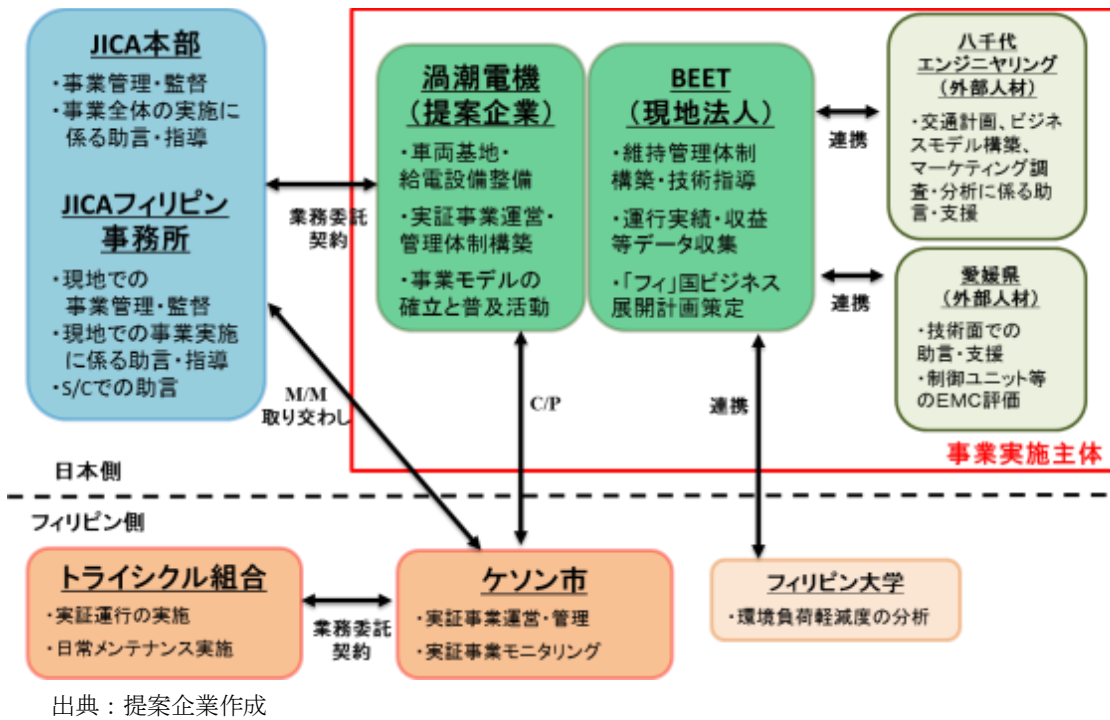 JICA本部
・事業管理・監督
・事業全体の実施に
係る助言・指導
JICAフィリピン
事務所
・現地での
事業管理・監督
・現地での事業実施
に係る助言・指導
・S/Cでの助言
業務委託
契約
渦潮電機
（提案企業）
・車両基地・
給電設備整備
・実証事業運営・
管理体制構築
・事業モデルの
確立と普及活動
BEET
（現地法人）
・維持管理体制
構築・技術指導
・運行実績・収益
等データ収集
・「フィ」国ビジネス
展開計画策定
連携
連携
八千代
エンジニヤリング
（外部人材）
・交通計画、ビジネ
スモデル構築、
マーケティング調
査・分析に係る助
言・支援
愛媛県
（外部人材）
・技術面での
助言・支援
・制御ユニット等
のEMC評価
M/M
取り交わし
C/P
連携
事業実施主体
日本側
フィリピン側
トライシクル組合
・実証運行の実施
・日常メンテナンス実施
業務委託
契約
ケソン市
・実証事業運営・管理
・実証事業モニタリング
フィリピン大学
・環境負荷軽減度の分析
出典：提案企業作成